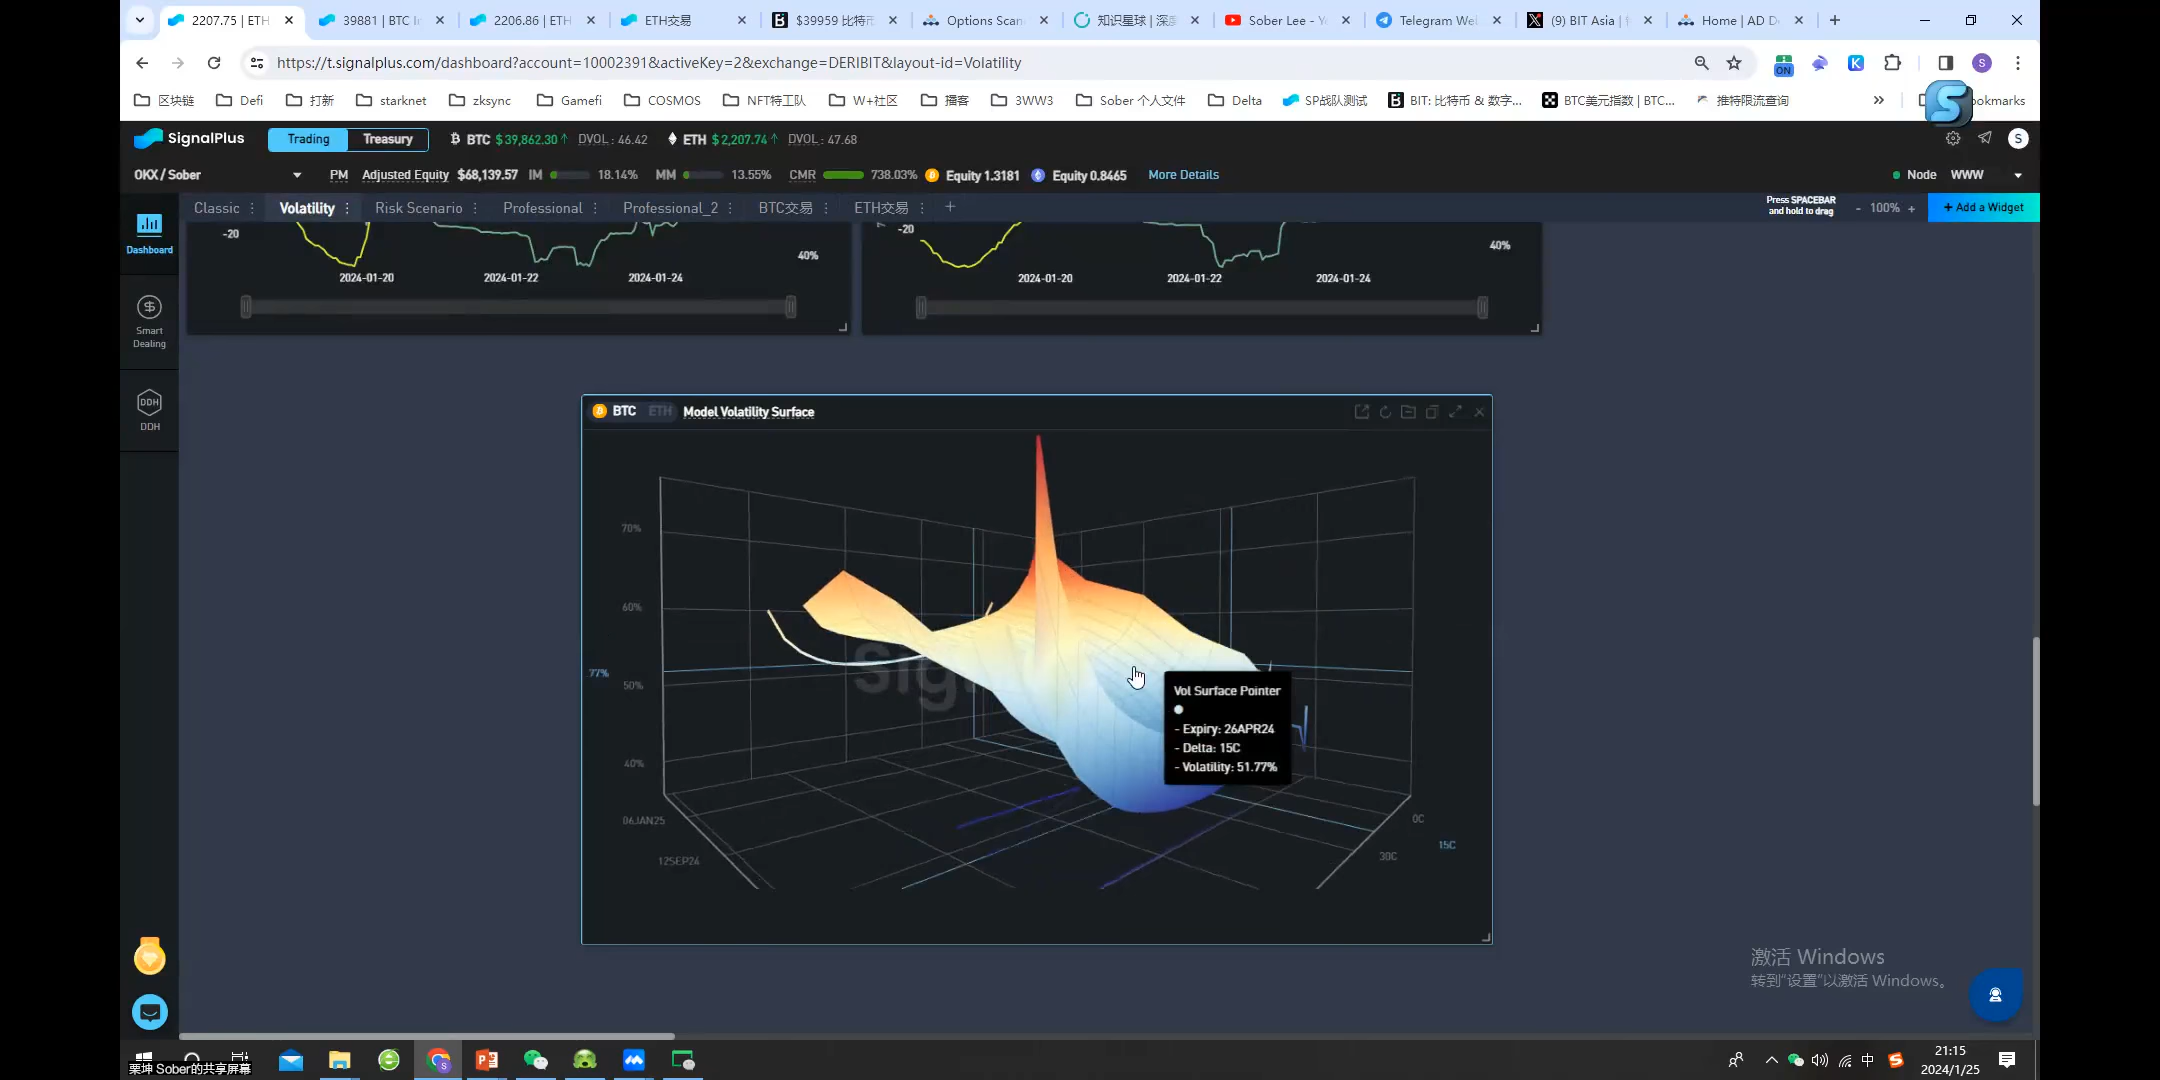 2207.75 | ETH
39881 | BTC In
2206.86 | ETH
ETH交易
$39959 比特币
Options Scan
知识星球 | 深度
Sober Lee - Yo
Telegram Web
(9) BIT Asia |
Home | AD D
https://t.signalplus.com/dashboard?account=10002391&activeKey=2&exchange=DERIBIT&layout-id=Volatility
ON
K
S
区块链
Defi
打新
starknet
zksync
Gamefi
COSMOS
NFT特工队
W+社区
播客
3WW3
Sober 个人文件
Delta
SP战队测试
BIT: 比特币 & 数字...
BTC美元指数 | BTC...
推特限流查询
ookmarks
SignalPlus
Trading
Treasury
BTC $39,862.30↑ DVOL: 46.42
ETH $2,207.74↑ DVOL: 47.68
S
OKX / Sober
PM Adjusted Equity $68,139.57 IM 18.14% MM 13.55% CMR 738.03% Equity 1.3181 Equity 0.8465 More Details
Node WWW
Classic
Volatility
Risk Scenario
Professional
Professional_2
BTC交易
ETH交易
Press SPACEBAR
and hold to drag
- 100% +
+ Add a Widget
Dashboard
Smart
Dealing
DDH
DDH
-20
40%
2024-01-20 2024-01-22 2024-01-24
-20
40%
2024-01-20 2024-01-22 2024-01-24
BTC ETH Model Volatility Surface
70%
60%
77%
50%
40%
06JAN25
12SEP24
0C
15C
30C
Vol Surface Pointer
- Expiry: 26APR24
- Delta: 15C
- Volatility: 51.77%
激活 Windows
转到"设置"以激活 Windows。
栗坤 Sober的共享屏幕
中
21:15
2024/1/25